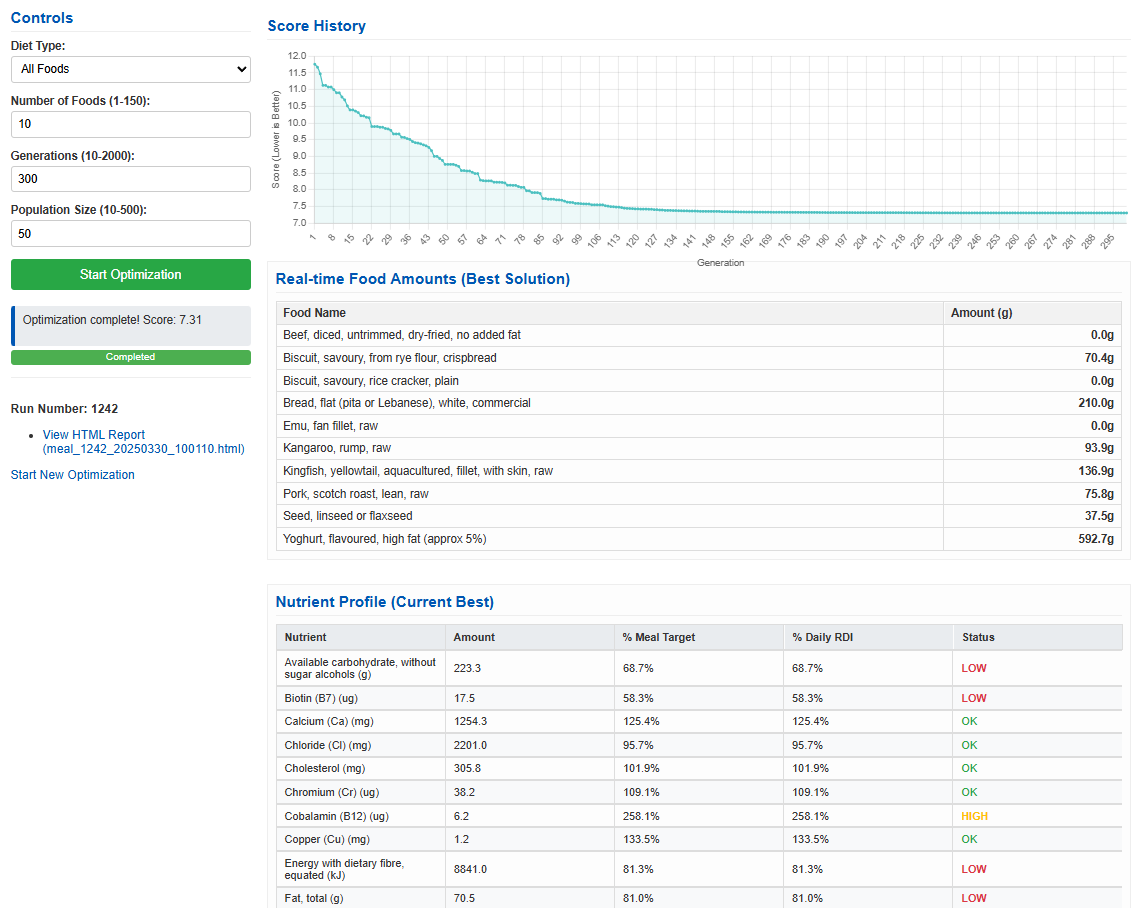 Controls
Diet Type:
All Foods
Number of Foods (1-150):
10
Generations (10-2000):
300
Population Size (10-500):
50
Start Optimization
Optimization complete! Score: 7.31
Completed
Run Number: 1242
View HTML Report
(meal_1242_20250330_100110.html)
Start New Optimization
Score History
Score (Lower is Better)
12.0
11.5
11.0
10.5
10.0
9.5
9.0
8.5
8.0
7.5
7.0
1 8 15 22 29 36 43 50 57 64 71 78 85 92 99 106 113 120 127 134 141 148 155 162 169 176 183 190 197 204 211 218 225 232 239 246 253 260 267 274 281 288 295
Generation
Real-time Food Amounts (Best Solution)
Food Name Amount (g)
Beef, diced, untrimmed, dry-fried, no added fat 0.0g
Biscuit, savoury, from rye flour, crispbread 70.4g
Biscuit, savoury, rice cracker, plain 0.0g
Bread, flat (pita or Lebanese), white, commercial 210.0g
Emu, fan fillet, raw 0.0g
Kangaroo, rump, raw 93.9g
Kingfish, yellowtail, aquacultured, fillet, with skin, raw 136.9g
Pork, scotch roast, lean, raw 75.8g
Seed, linseed or flaxseed 37.5g
Yoghurt, flavoured, high fat (approx 5%) 592.7g
Nutrient Profile (Current Best)
Nutrient Amount % Meal Target % Daily RDI Status
Available carbohydrate, without
sugar alcohols (g) 223.3 68.7% 68.7% LOW
Biotin (B7) (ug) 17.5 58.3% 58.3% LOW
Calcium (Ca) (mg) 1254.3 125.4% 125.4% OK
Chloride (Cl) (mg) 2201.0 95.7% 95.7% OK
Cholesterol (mg) 305.8 101.9% 101.9% OK
Chromium (Cr) (ug) 38.2 109.1% 109.1% OK
Cobalamin (B12) (ug) 6.2 258.1% 258.1% HIGH
Copper (Cu) (mg) 1.2 133.5% 133.5% OK
Energy with dietary fibre,
equated (kJ) 8841.0 81.3% 81.3% LOW
Fat, total (g) 70.5 81.0% 81.0% LOW